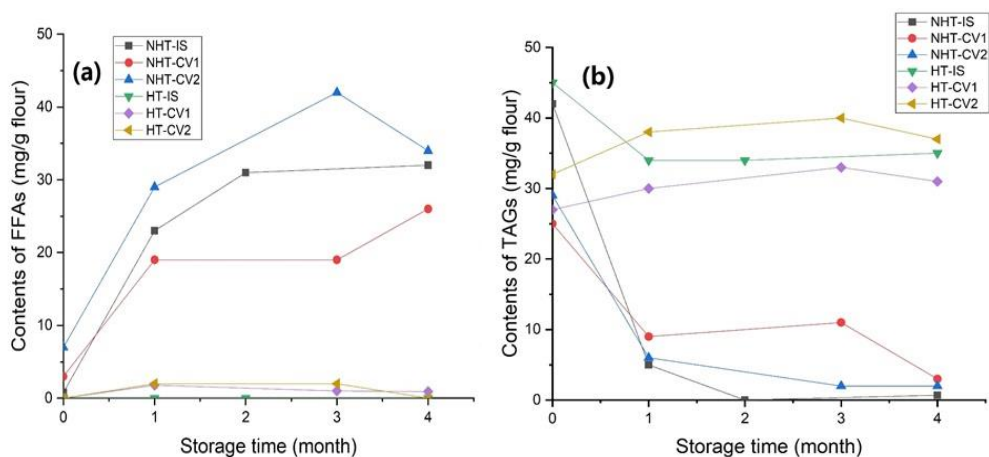 (a)
NHT-IS
NHT-CV1
NHT-CV2
HT-IS
HT-CV1
HT-CV2
Contents of FFAs (mg/g flour)
50
40
30
20
10
0
0 1 2 3 4
Storage time (month)
(b)
NHT-IS
NHT-CV1
NHT-CV2
HT-IS
HT-CV1
HT-CV2
Contents of TAGs (mg/g flour)
50
40
30
20
10
0
0 1 2 3 4
Storage time (month)